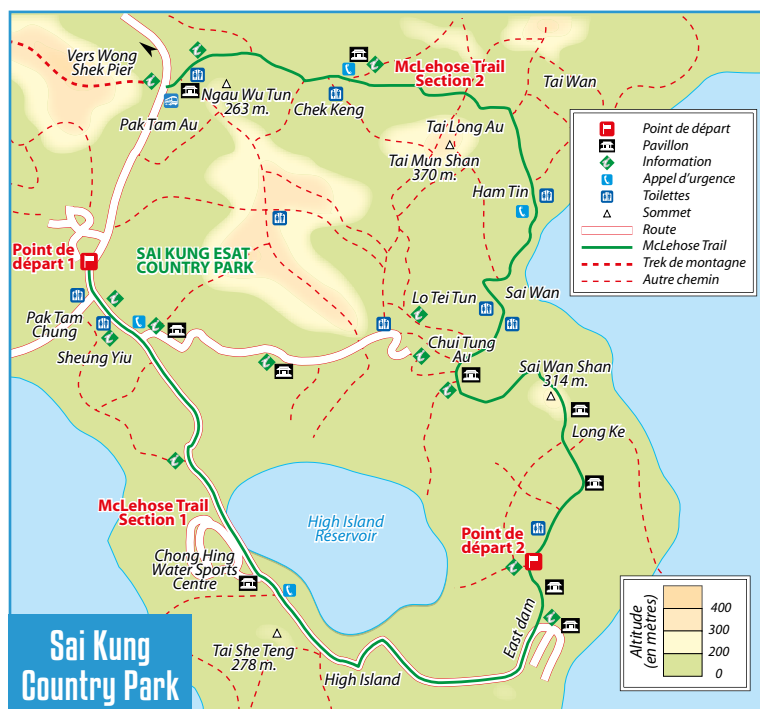 Vers Wong
Shek Pier
McLehose Trail
Section 2
Tai Wan
Ngau Wu Tun
263 m.
Chek Keng
Pak Tam Au
Tai Long Au
Tai Mun Shan
370 m.
Ham Tin
Point de départ
Pavillon
Information
Appel d'urgence
Toilettes
Sommet
Route
McLehose Trail
Trek de montagne
Autre chemin
Point de
départ 1
SAI KUNG ESAT
COUNTRY PARK
Pak Tam
Chung
Sheung Yiu
Lo Tei Tun
Sai Wan
Chui Tung
Au
Sai Wan Shan
314 m.
Long Ke
McLehose Trail
Section 1
High Island
Réservoir
Point de
départ 2
Chong Hing
Water Sports
Centre
East dam
Tai She Teng
278 m.
High Island
Altitude
(en mètres)
400
300
200
0
Sai Kung
Country Park